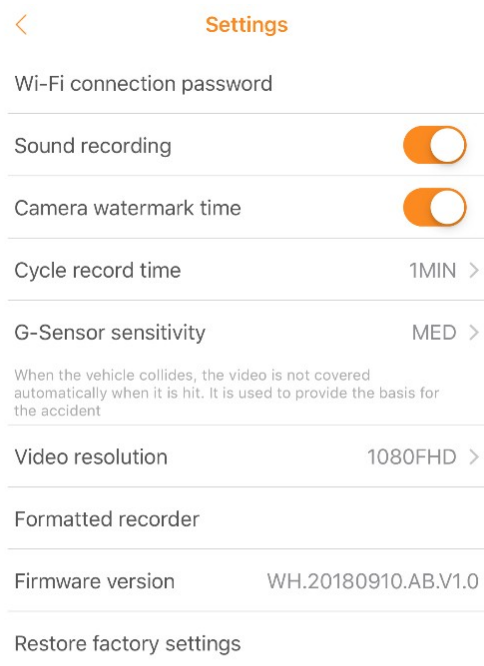 Settings
Wi-Fi connection password
Sound recording
Camera watermark time
Cycle record time 1MIN
G-Sensor sensitivity MED
When the vehicle collides, the video is not covered
automatically when it is hit. It is used to provide the basis for
the accident
Video resolution 1080FHD
Formatted recorder
Firmware version WH.20180910.AB.V1.0
Restore factory settings